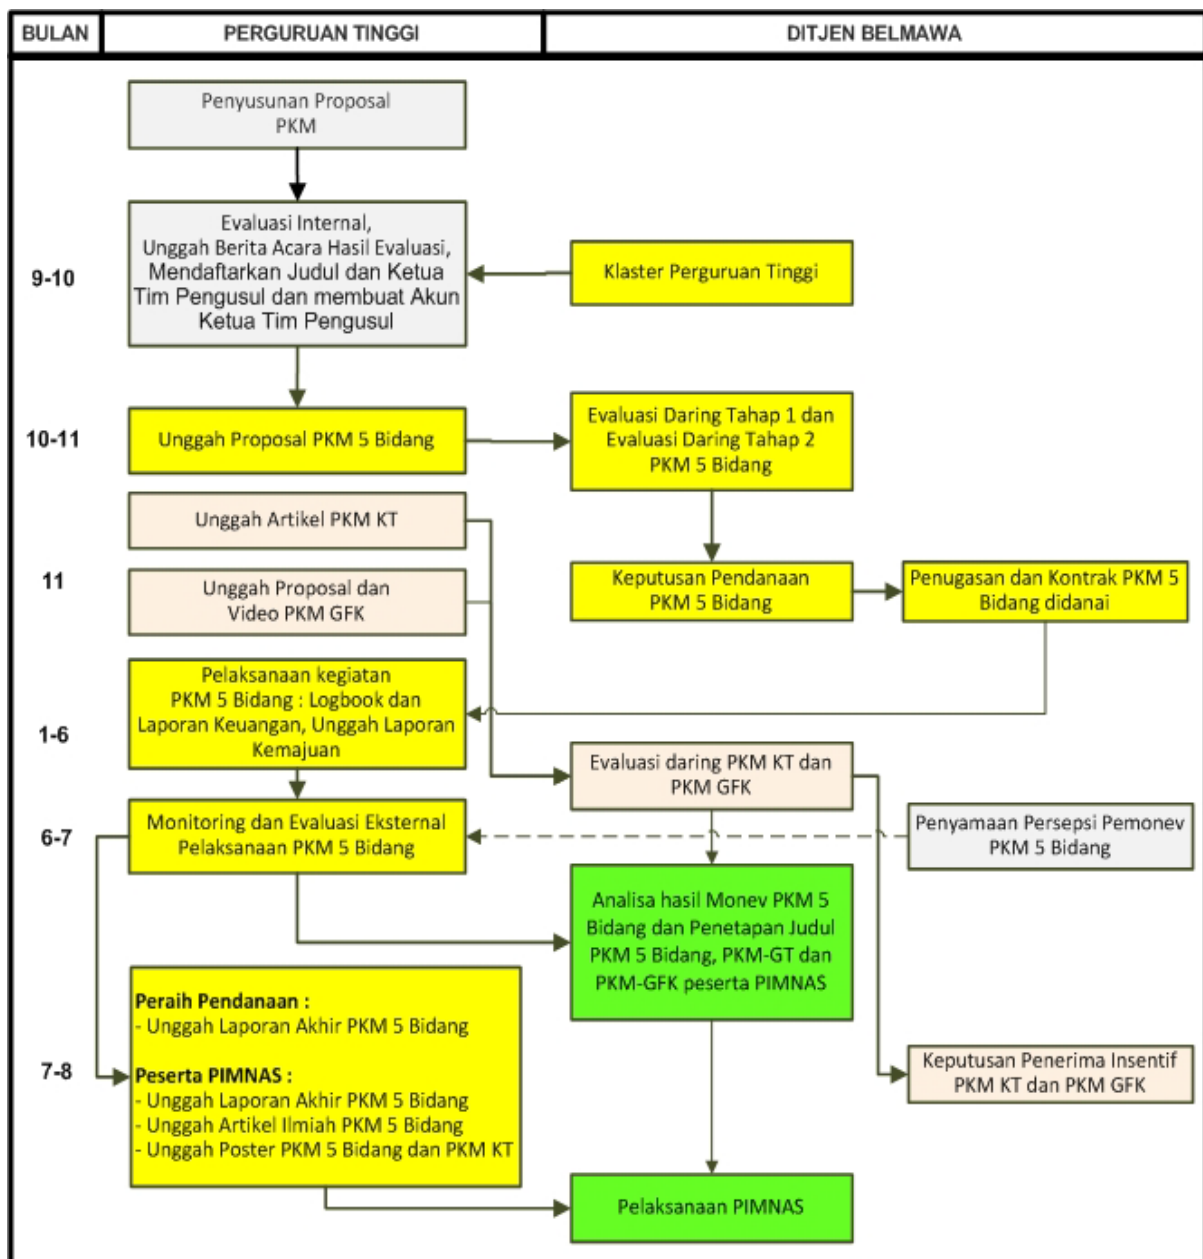 BULAN
PERGURUAN TINGGI
DITJEN BELMAWA
Penyusunan Proposal
PKM
9-10
Evaluasi Internal,
Unggah Berita Acara Hasil Evaluasi,
Mendaftarkan Judul dan Ketua
Tim Pengusul dan membuat Akun
Ketua Tim Pengusul
Klaster Perguruan Tinggi
10-11
Unggah Proposal PKM 5 Bidang
Evaluasi Daring Tahap 1 dan
Evaluasi Daring Tahap 2
PKM 5 Bidang
Unggah Artikel PKM KT
11
Unggah Proposal dan
Video PKM GFK
Keputusan Pendanaan
PKM 5 Bidang
Penugasan dan Kontrak PKM 5
Bidang didanai
1-6
Pelaksanaan kegiatan
PKM 5 Bidang : Logbook dan
Laporan Keuangan, Unggah Laporan
Kemajuan
Evaluasi daring PKM KT dan
PKM GFK
6-7
Monitoring dan Evaluasi Eksternal
Pelaksanaan PKM 5 Bidang
Penyamaan Persepsi Pemonev
PKM 5 Bidang
Analisa hasil Monev PKM 5
Bidang dan Penetapan Judul
PKM 5 Bidang, PKM-GT dan
PKM-GFK peserta PIMNAS
7-8
Peraih Pendanaan :
- Unggah Laporan Akhir PKM 5 Bidang
Peserta PIMNAS :
- Unggah Laporan Akhir PKM 5 Bidang
- Unggah Artikel Ilmiah PKM 5 Bidang
- Unggah Poster PKM 5 Bidang dan PKM KT
Keputusan Penerima Insentif
PKM KT dan PKM GFK
Pelaksanaan PIMNAS